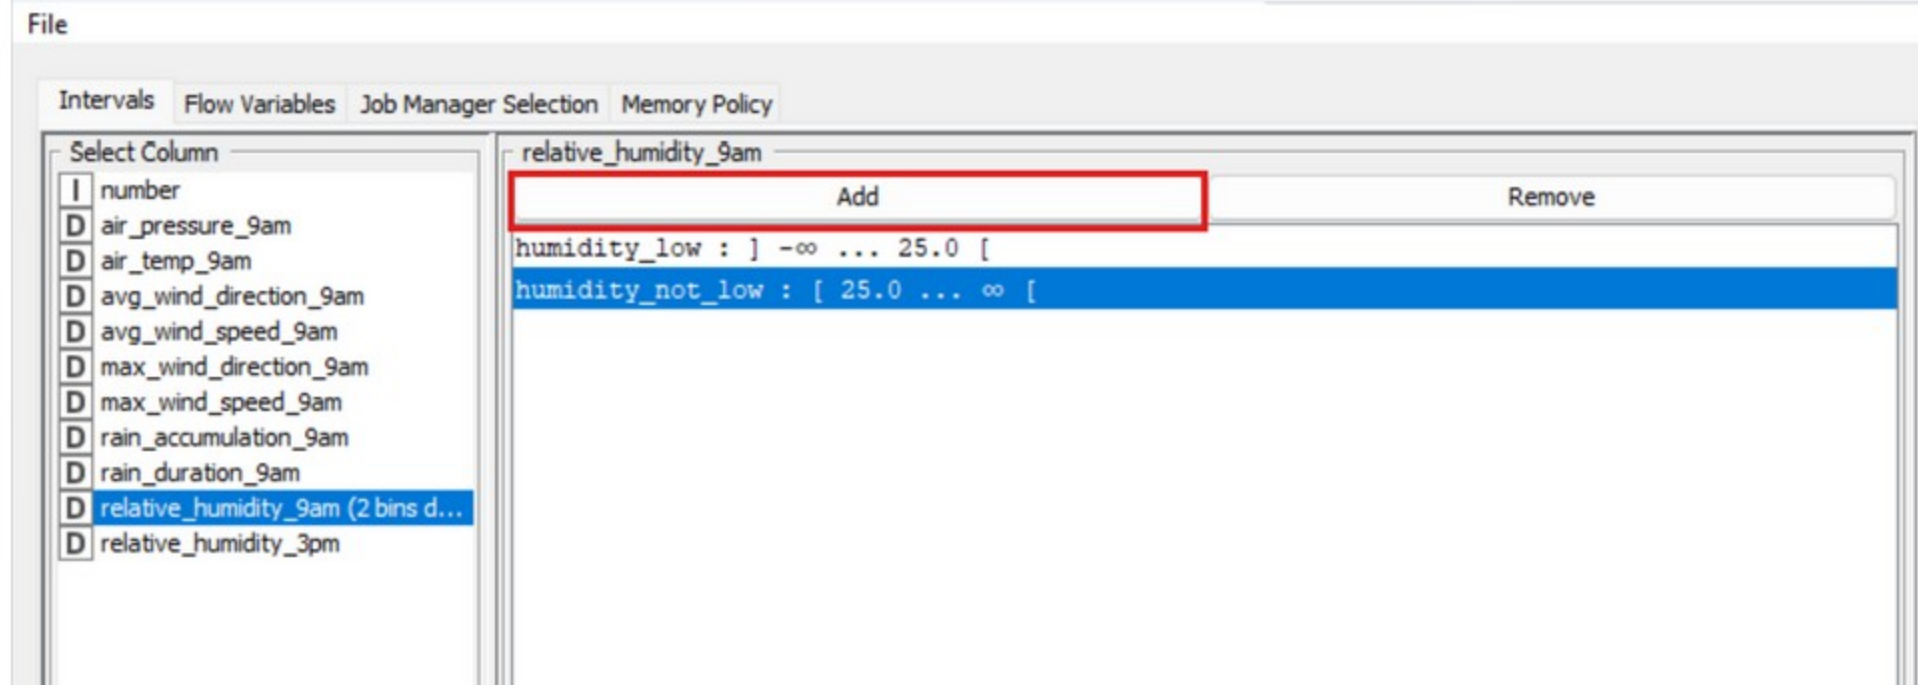 File
Intervals Flow Variables Job Manager Selection Memory Policy
Select Column
I number
D air_pressure_9am
D air_temp_9am
D avg_wind_direction_9am
D avg_wind_speed_9am
D max_wind_direction_9am
D max_wind_speed_9am
D rain_accumulation_9am
D rain_duration_9am
D relative_humidity_9am (2 bins d...
D relative_humidity_3pm
relative_humidity_9am
Add Remove
humidity_low : ] -∞ ... 25.0 [
humidity_not_low : [ 25.0 ... ∞ [